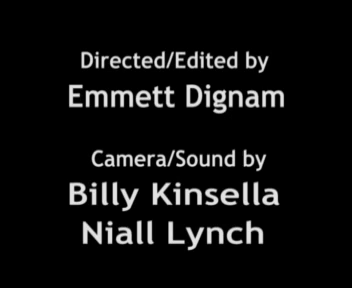 Directed/Edited by
Emmett Dignam
Camera/Sound by
Billy Kinsella
Niall Lynch